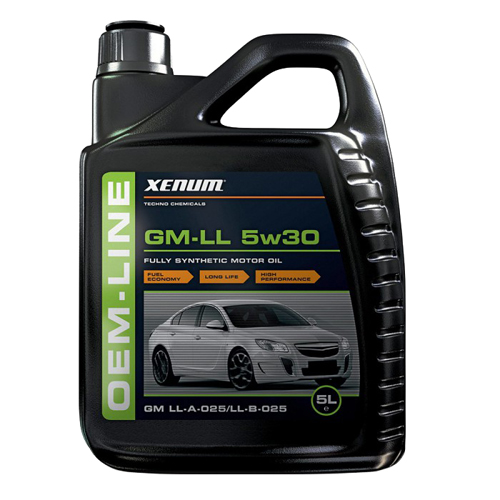 XENUM®
TECHNO CHEMICALS
OEM-LINE
GM-LL 5w30
FULLY SYNTHETIC MOTOR OIL
FUEL ECONOMY
LONG LIFE
HIGH PERFORMANCE
5L
e
GM LL-A-025/LL-B-025